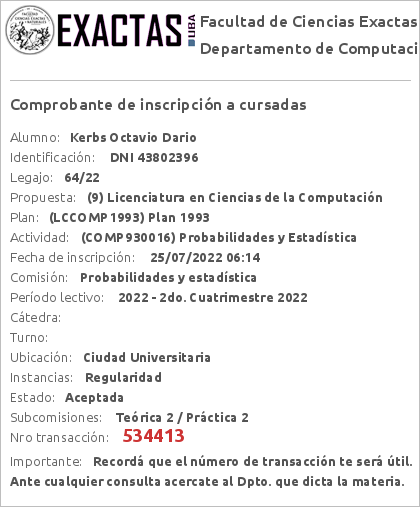 EXACTAS UBA
Facultad de Ciencias Exactas
Departamento de Computaci
Comprobante de inscripción a cursadas
Alumno: Kerbs Octavio Dario
Identificación: DNI 43802396
Legajo: 64/22
Propuesta: (9) Licenciatura en Ciencias de la Computación
Plan: (LCCOMP1993) Plan 1993
Actividad: (COMP930016) Probabilidades y Estadística
Fecha de inscripción: 25/07/2022 06:14
Comisión: Probabilidades y estadística
Período lectivo: 2022 - 2do. Cuatrimestre 2022
Cátedra:
Turno:
Ubicación: Ciudad Universitaria
Instancias: Regularidad
Estado: Aceptada
Subcomisiones: Teórica 2 / Práctica 2
Nro transacción: 534413
Importante: Recordá que el número de transacción te será útil.
Ante cualquier consulta acercate al Dpto. que dicta la materia.